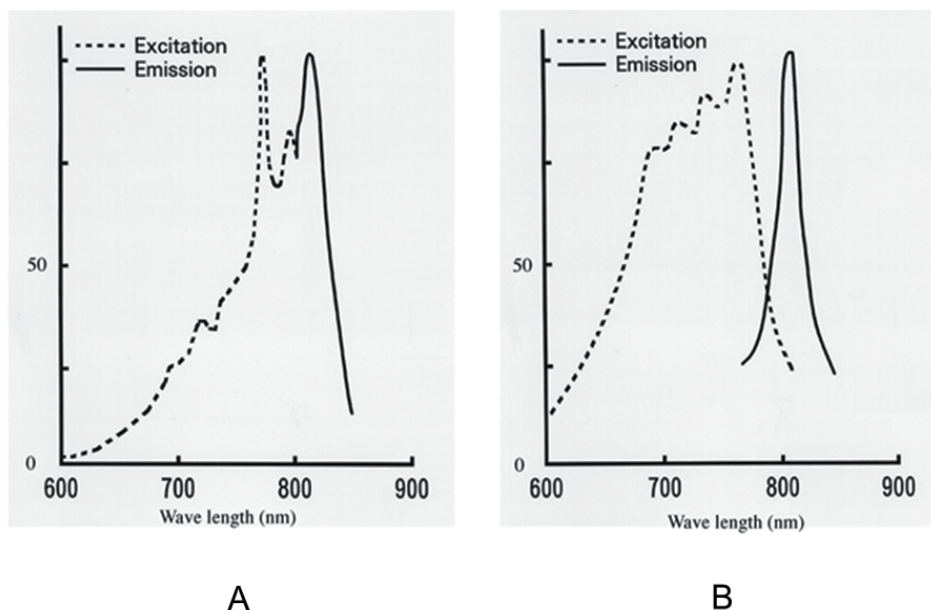 Excitation
Emission
50
0
600 700 800 900
Wave length (nm)
A
Excitation
Emission
50
0
600 700 800 900
Wave length (nm)
B